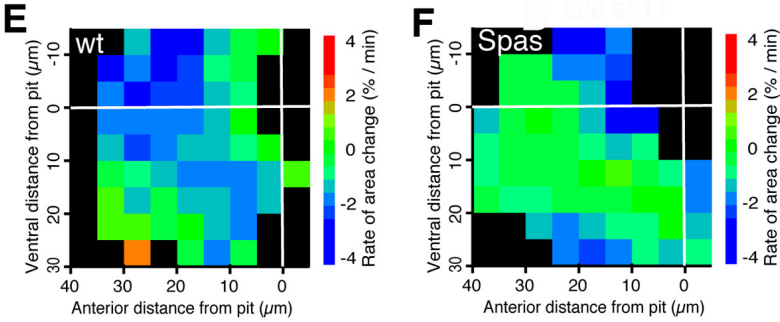 E
wt
Ventral distance from pit (µm)
-10
0
10
20
30
40
30
20
10
0
Anterior distance from pit (µm)
4
2
0
-2
-4
Rate of area change (% / min)
F
late st.11
Spas
Ventral distance from pit (µm)
-10
0
10
20
30
40
30
20
10
0
Anterior distance from pit (µm)
4
2
0
-2
-4
Rate of area change (% / min)